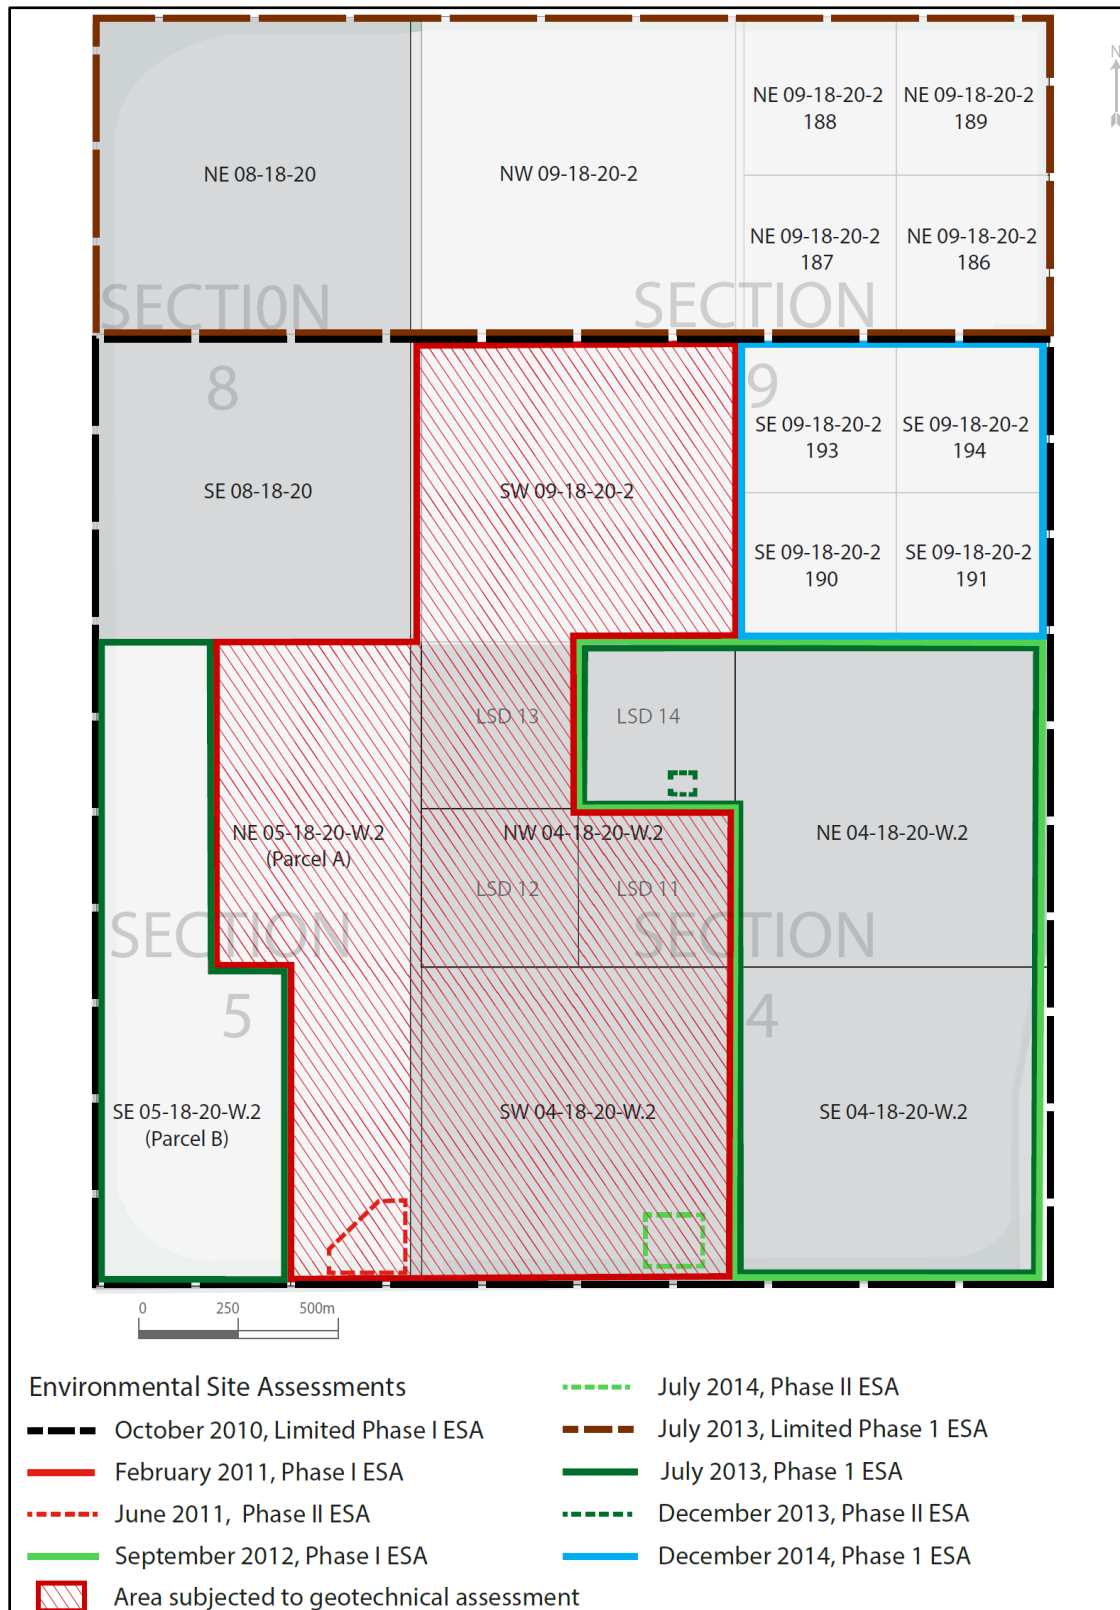 N
NE 08-18-20
NW 09-18-20-2
NE 09-18-20-2
188
NE 09-18-20-2
189
NE 09-18-20-2
187
NE 09-18-20-2
186
SECTI0N
8
SECTION
9
SE 08-18-20
SW 09-18-20-2
SE 09-18-20-2
193
SE 09-18-20-2
194
SE 09-18-20-2
190
SE 09-18-20-2
191
LSD 13
LSD 14
NE 05-18-20-W.2
(Parcel A)
NW 04-18-20-W.2
NE 04-18-20-W.2
LSD 12
LSD 11
SECTION
5
SECTION
4
SE 05-18-20-W.2
(Parcel B)
SW 04-18-20-W.2
SE 04-18-20-W.2
0 250 500m
Environmental Site Assessments
October 2010, Limited Phase I ESA
February 2011, Phase I ESA
June 2011, Phase II ESA
September 2012, Phase I ESA
Area subjected to geotechnical assessment
July 2014, Phase II ESA
July 2013, Limited Phase 1 ESA
July 2013, Phase 1 ESA
December 2013, Phase II ESA
December 2014, Phase 1 ESA